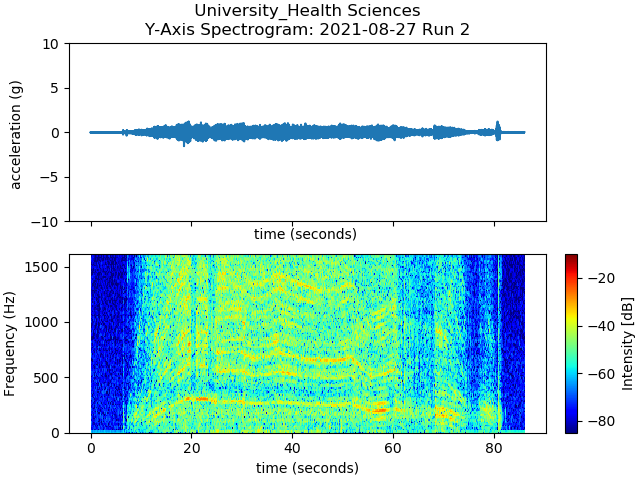 University_Health Sciences
Y-Axis Spectrogram: 2021-08-27 Run 2
10
5
0
−5
−10
acceleration (g)
time (seconds)
1500
1000
500
0
Frequency (Hz)
0
20
40
60
80
time (seconds)
−20
−40
−60
−80
Intensity [dB]